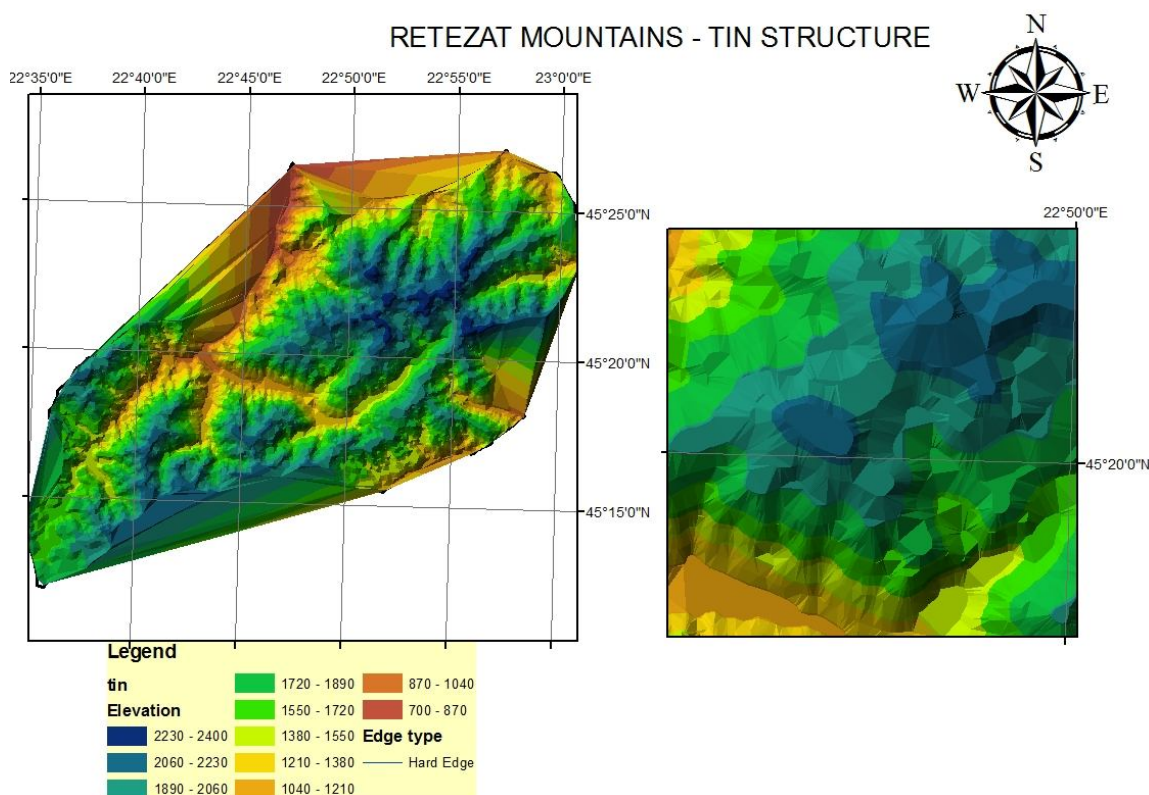 RETEZAT MOUNTAINS - TIN STRUCTURE
N
W E
S
22°35'0"E 22°40'0"E 22°45'0"E 22°50'0"E 22°55'0"E 23°0'0"E
45°25'0"N
45°20'0"N
45°15'0"N
22°50'0"E
45°20'0"N
Legend
tin
Elevation
2230 - 2400
2060 - 2230
1890 - 2060
1720 - 1890
1550 - 1720
1380 - 1550
1210 - 1380
1040 - 1210
870 - 1040
700 - 870
Edge type
Hard Edge